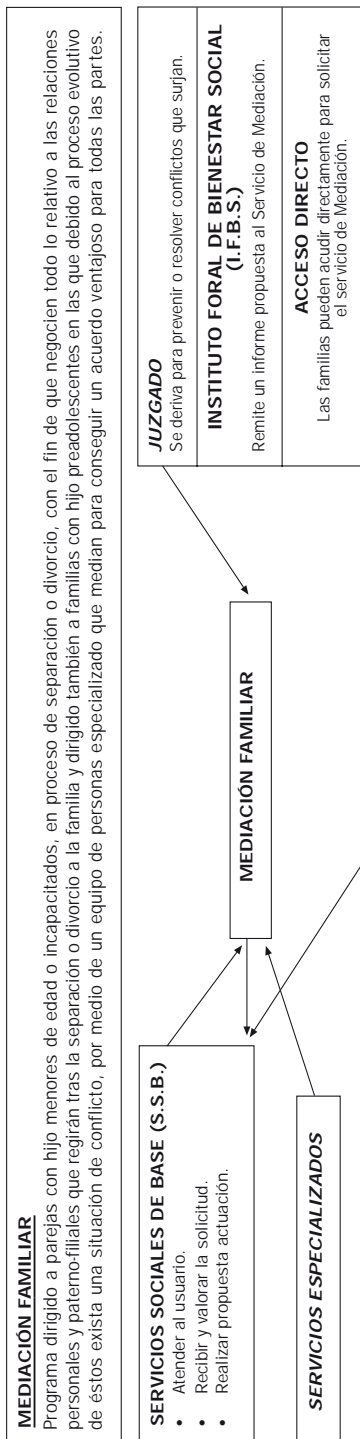 MEDIACIÓN FAMILIAR
Programa dirigido a parejas con hijo menores de edad o incapacitados, en proceso de separación o divorcio, con el fin de que negocien todo lo relativo a las relaciones
personales y paterno-filiales que regirán tras la separación o divorcio a la familia y dirigido también a familias con hijo preadolescentes en las que debido al proceso evolutivo
de éstos exista una situación de conflicto, por medio de un equipo de personas especializado que median para conseguir un acuerdo ventajoso para todas las partes.
SERVICIOS SOCIALES DE BASE (S.S.B.)
• Atender al usuario.
• Recibir y valorar la solicitud.
• Realizar propuesta actuación.
SERVICIOS ESPECIALIZADOS
MEDIACIÓN FAMILIAR
JUZGADO
Se deriva para prevenir o resolver conflictos que surjan.
INSTITUTO FORAL DE BIENESTAR SOCIAL
(I.F.B.S.)
Remite un informe propuesta al Servicio de Mediación.
ACCESO DIRECTO
Las familias pueden acudir directamente para solicitar
el servicio de Mediación.